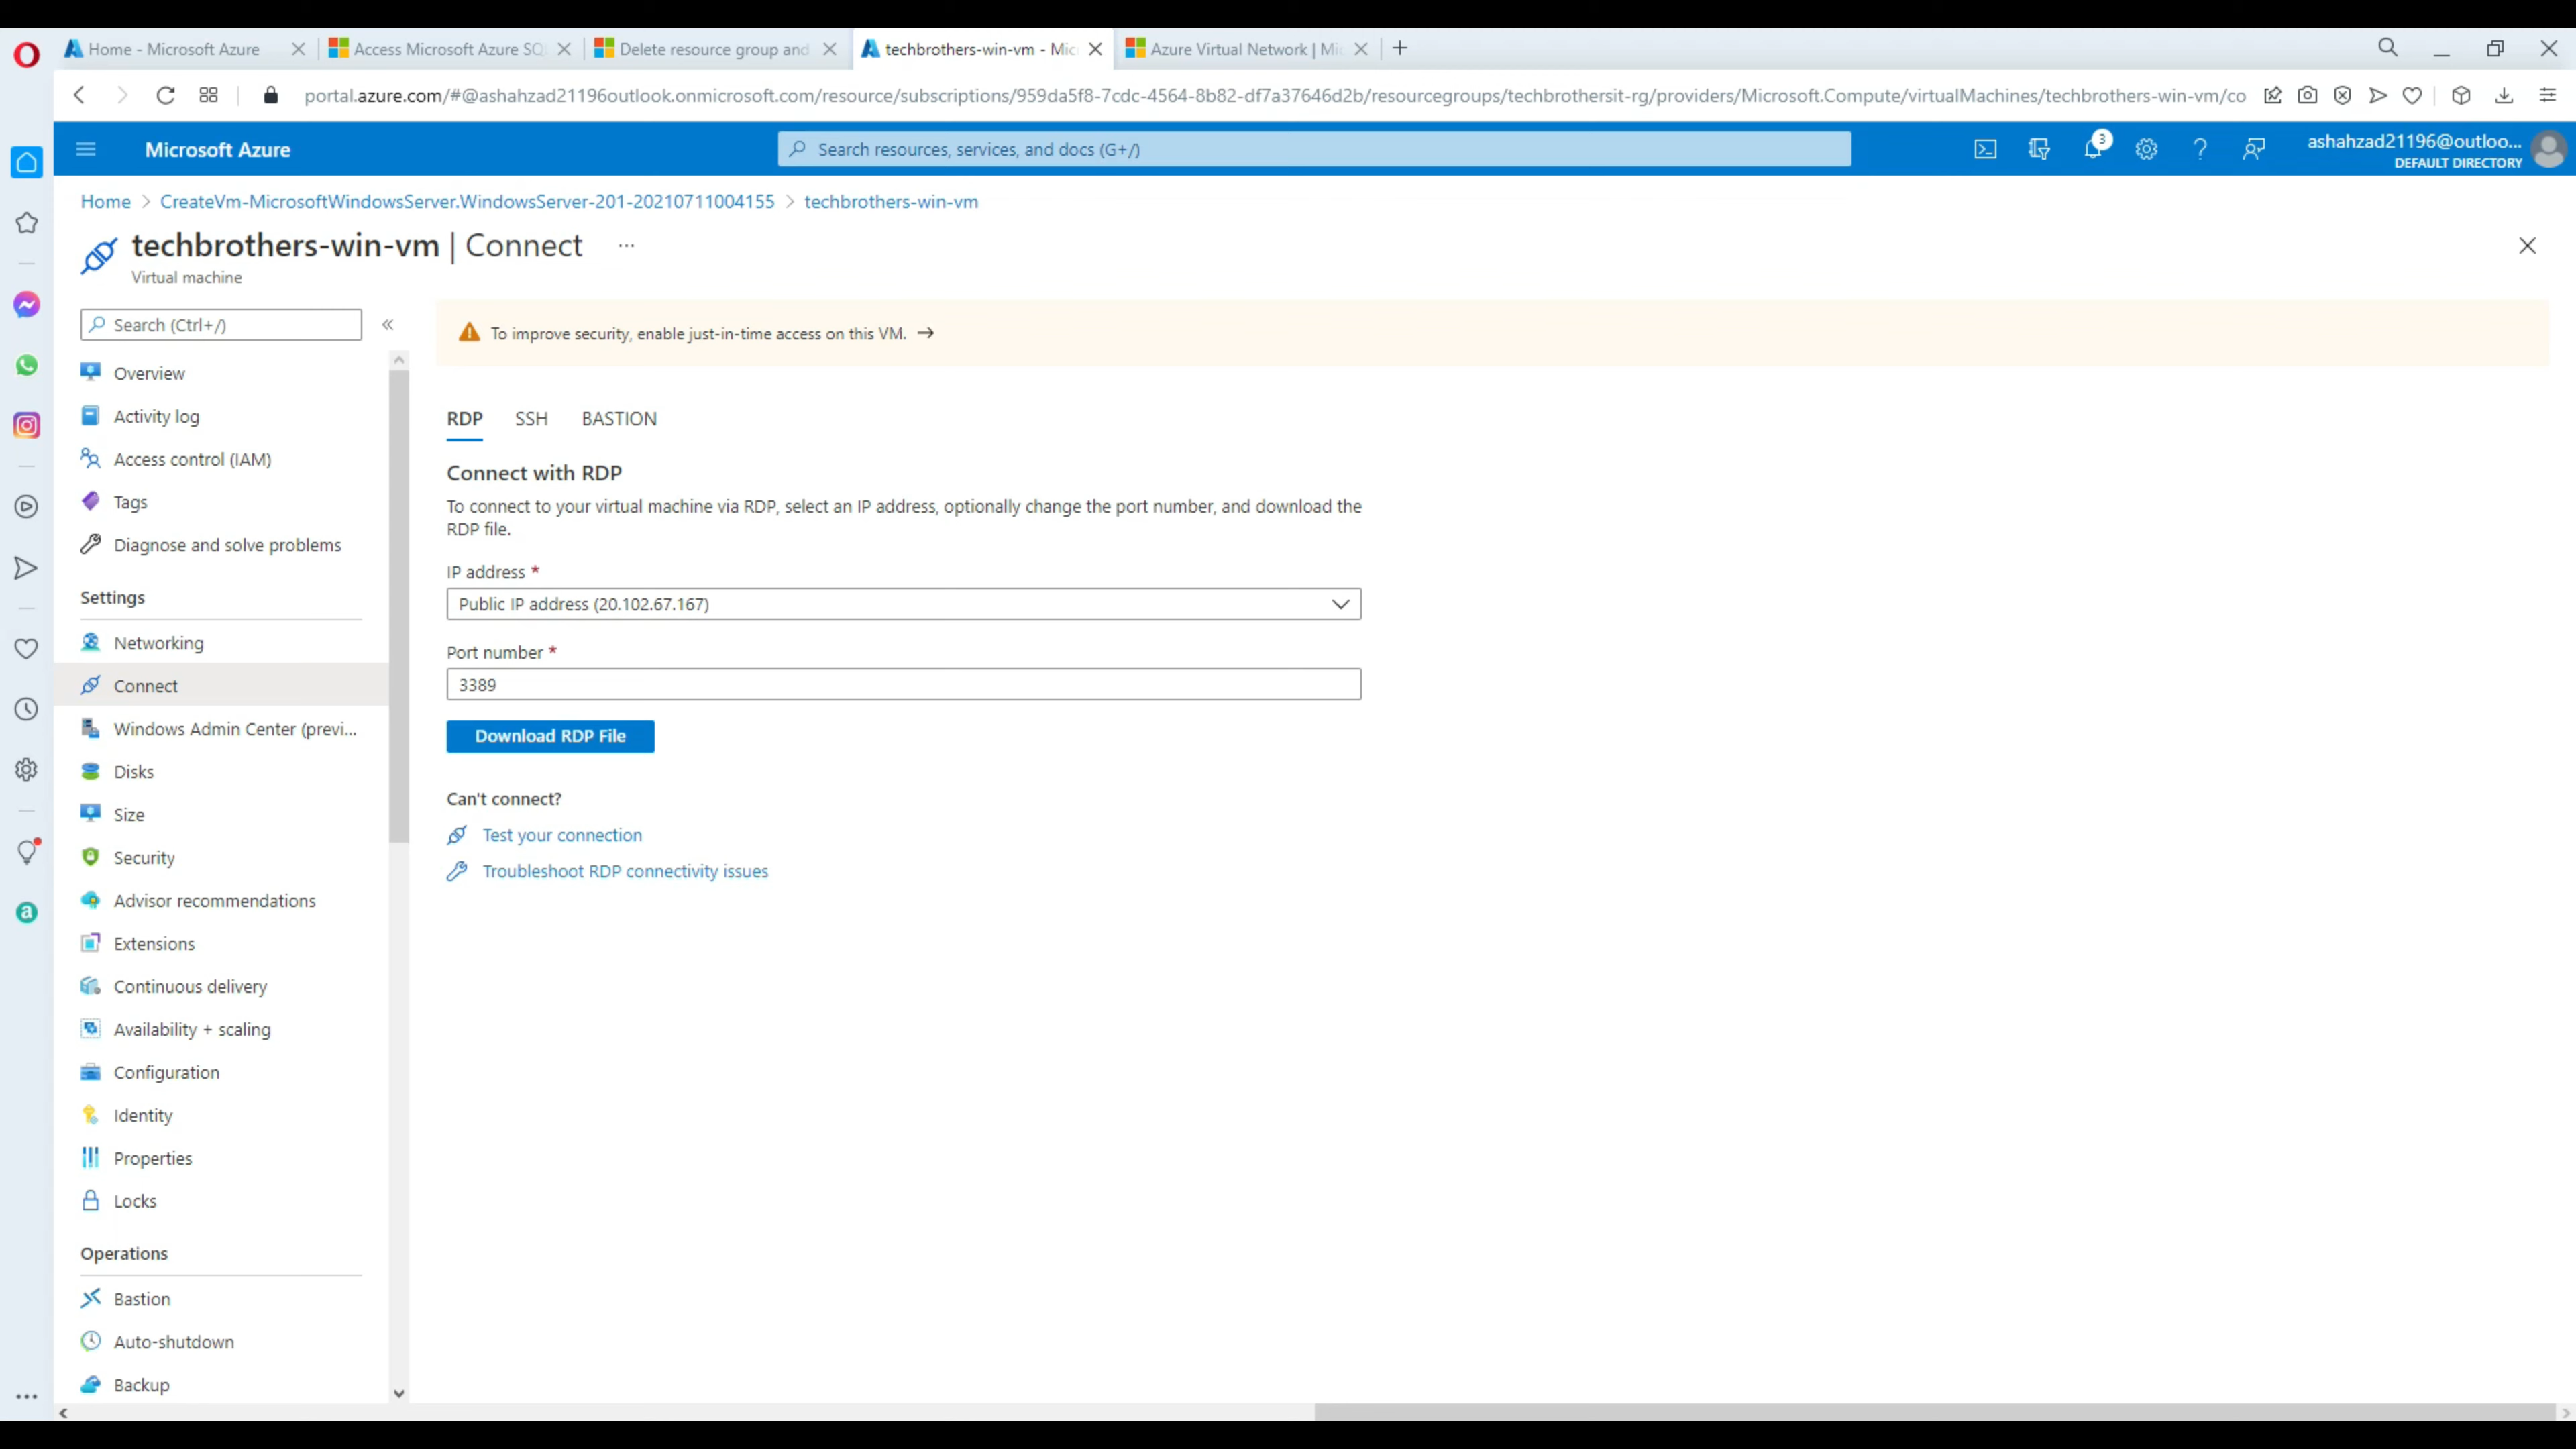 Home - Microsoft Azure
Access Microsoft Azure SQ
Delete resource group and
techbrothers-win-vm - Mic
Azure Virtual Network | Mi
portal.azure.com/#@ashahzad21196outlook.onmicrosoft.com/resource/subscriptions/959da5f8-7cdc-4564-8b82-df7a37646d2b/resourcegroups/techbrothersit-rg/providers/Microsoft.Compute/virtualMachines/techbrothers-win-vm/co
Microsoft Azure
Search resources, services, and docs (G+/)
3
ashahzad21196@outloo...
DEFAULT DIRECTORY
Home > CreateVm-MicrosoftWindowsServer.WindowsServer-201-20210711004155 > techbrothers-win-vm
techbrothers-win-vm | Connect ...
Virtual machine
Search (Ctrl+/)
«
Overview
Activity log
Access control (IAM)
Tags
Diagnose and solve problems
Settings
Networking
Connect
Windows Admin Center (previ...
Disks
Size
Security
Advisor recommendations
Extensions
Continuous delivery
Availability + scaling
Configuration
Identity
Properties
Locks
Operations
Bastion
Auto-shutdown
Backup
To improve security, enable just-in-time access on this VM. →
RDP SSH BASTION
Connect with RDP
To connect to your virtual machine via RDP, select an IP address, optionally change the port number, and download the
RDP file.
IP address *
Public IP address (20.102.67.167)
Port number *
3389
Download RDP File
Can't connect?
Test your connection
Troubleshoot RDP connectivity issues